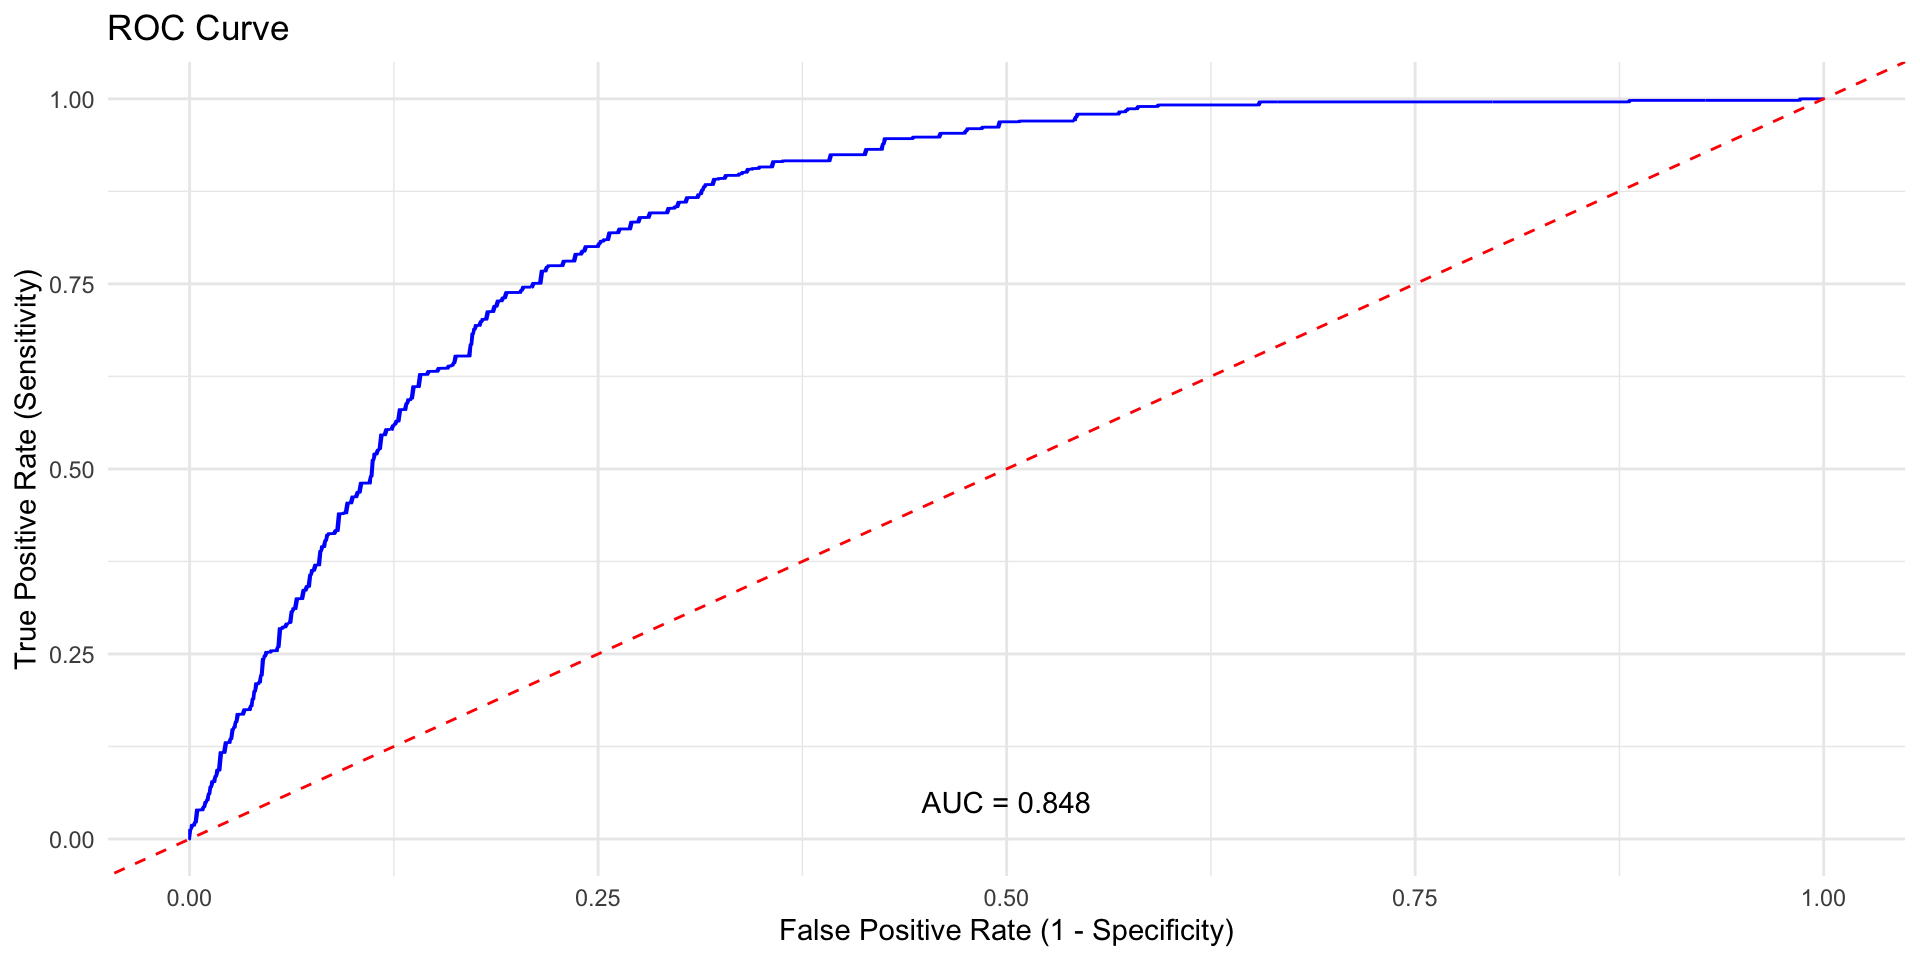 ROC Curve
True Positive Rate (Sensitivity)
1.00
0.75
0.50
0.25
0.00
AUC = 0.848
0.00 0.25 0.50 0.75 1.00
False Positive Rate (1 - Specificity)